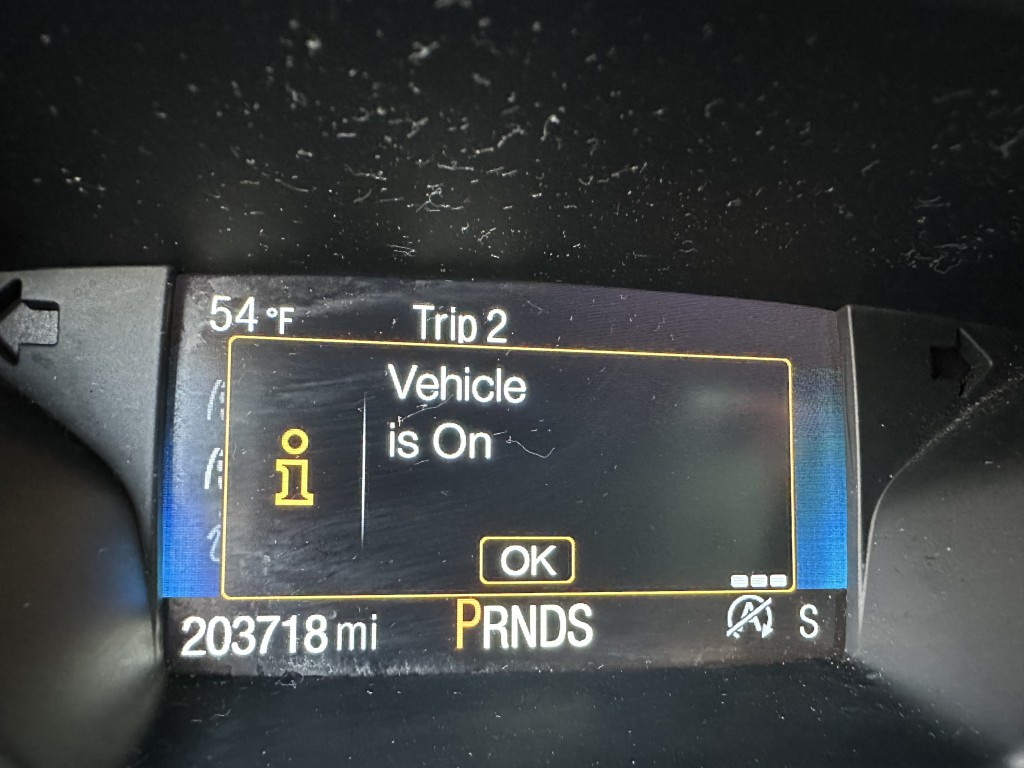 54 °F
Trip 2
Vehicle
is On
OK
203718 mi
PRNDS
A
S